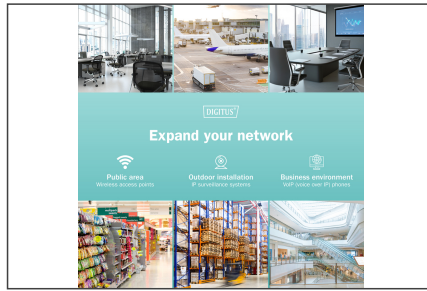 DIGITUS
Expand your network
Public area
Wireless access points
Outdoor installation
IP surveillance systems
Business environment
VoIP (voice over IP) phones